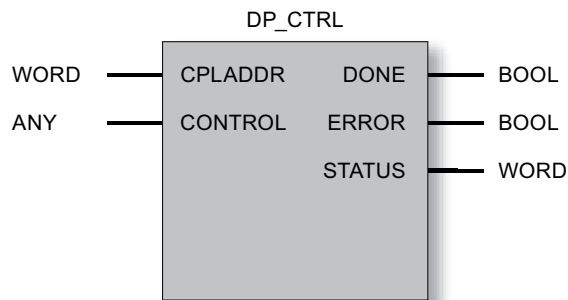 DP_CTRL
WORD CPLADDR DONE BOOL
ANY CONTROL ERROR BOOL
STATUS WORD